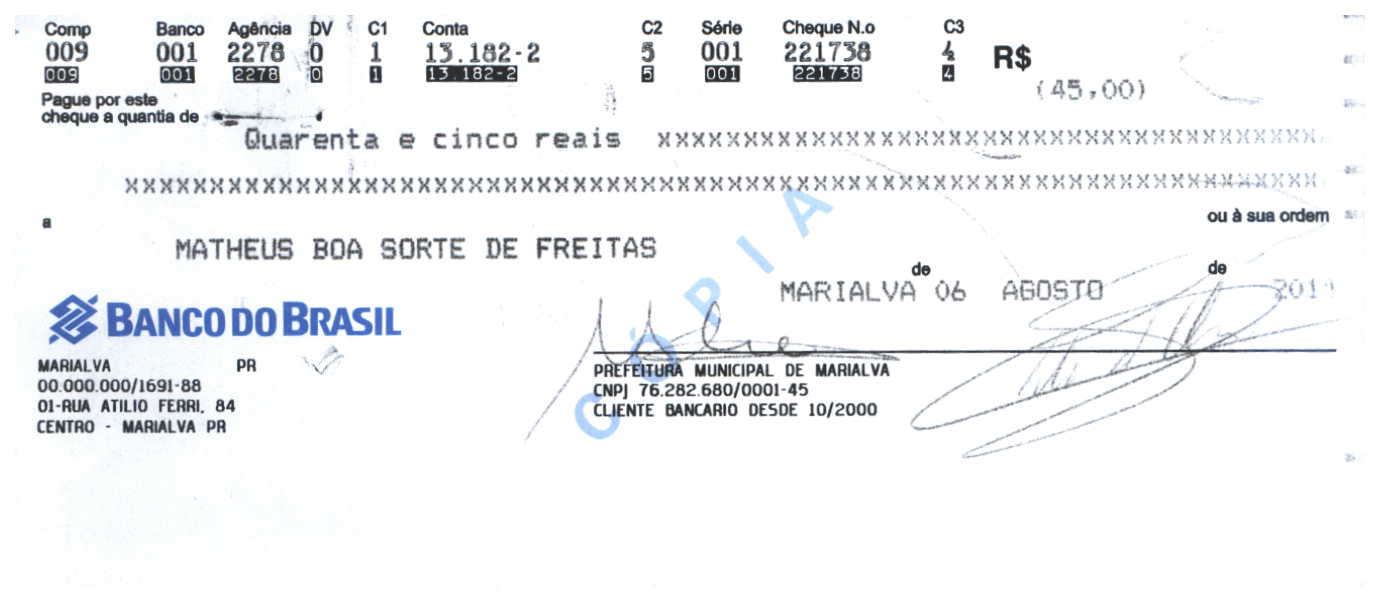 Comp Banco Agência DV C1 Conta C2 Série Cheque N.o C3
009 001 2278 0 1 13.182-2 5 001 221738 4 R$
009 001 2278 0 1 13.182-2 5 001 221738 4
(45,00)
Pague por este
cheque a quantia de
Quarenta e cinco reais xxxxxxxxxxxxxxxxxxxxxxxxxxxxxxxxxxxxxxx
xxxxxxxxxxxxxxxxxxxxxxxxxxxxxxxxxxxxxxxxxxxxxxxxxxxxxxxxxxxxxxxxxxxxxx
a ou à sua ordem
MATHEUS BOA SORTE DE FREITAS
de de
MARIALVA 06 AGOSTO
BANCO DO BRASIL
MARIALVA PR
00.000.000/1691-88
01-RUA ATILIO FERRI, 84
CENTRO - MARIALVA PR
PREFEITURA MUNICIPAL DE MARIALVA
CNPJ 76.282.680/0001-45
CLIENTE BANCARIO DESDE 10/2000
CÓPIA